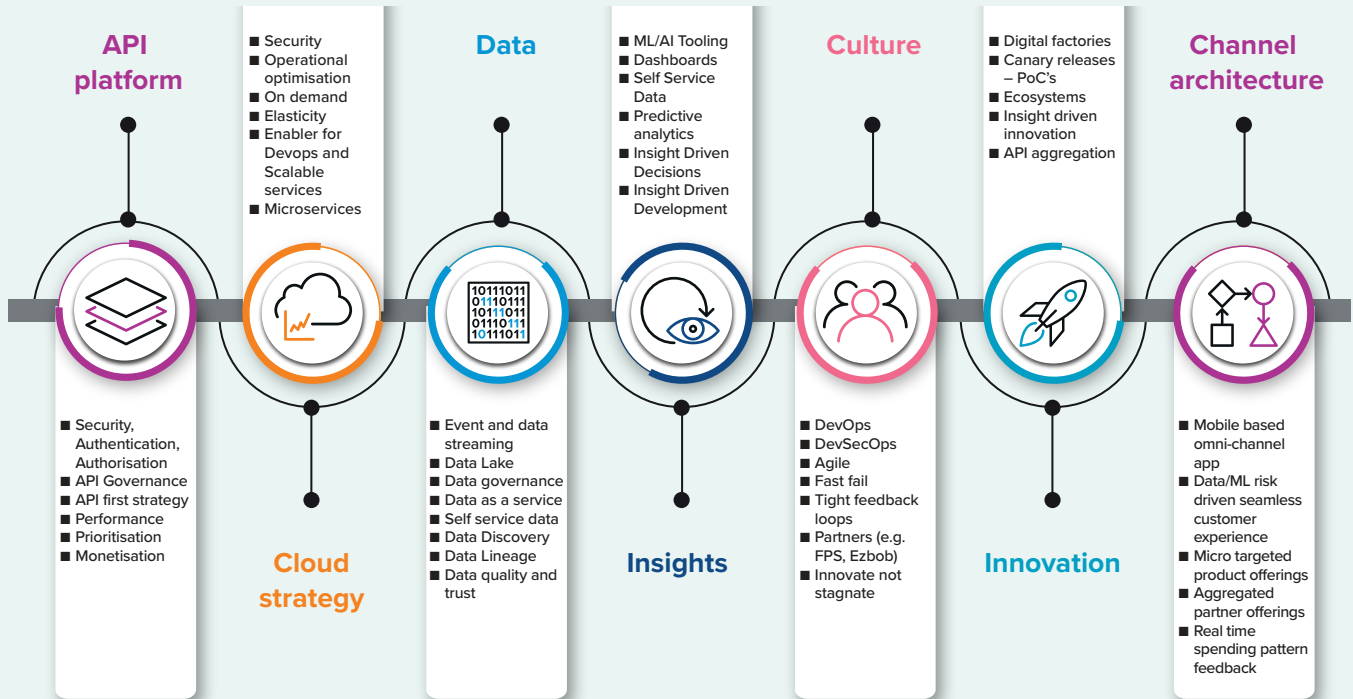 API
platform
■ Security,
Authentication,
Authorisation
■ API Governance
■ API first strategy
■ Performance
■ Prioritisation
■ Monetisation
■ Security
■ Operational
optimisation
■ On demand
■ Elasticity
■ Enabler for
Devops and
Scalable
services
■ Microservices
Cloud
strategy
Data
10111011
01110111
10111011
01110111
10111011
■ Event and data
streaming
■ Data Lake
■ Data governance
■ Data as a service
■ Self service data
■ Data Discovery
■ Data Lineage
■ Data quality and
trust
■ ML/AI Tooling
■ Dashboards
■ Self Service
Data
■ Predictive
analytics
■ Insight Driven
Decisions
■ Insight Driven
Development
Insights
Culture
■ DevOps
■ DevSecOps
■ Agile
■ Fast fail
■ Tight feedback
loops
■ Partners (e.g.
FPS, Ezbob)
■ Innovate not
stagnate
■ Digital factories
■ Canary releases
– PoC's
■ Ecosystems
■ Insight driven
innovation
■ API aggregation
Innovation
Channel
architecture
■ Mobile based
omni-channel
app
■ Data/ML risk
driven seamless
customer
experience
■ Micro targeted
product offerings
■ Aggregated
partner offerings
■ Real time
spending pattern
feedback